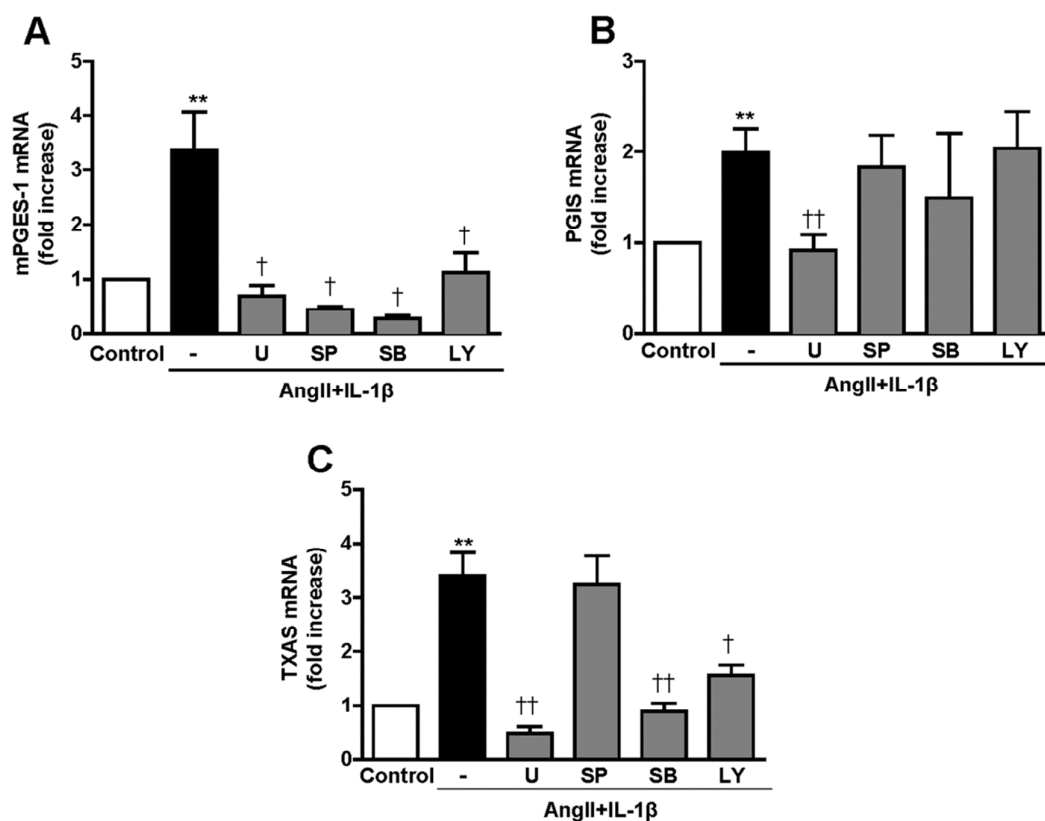 A
mPGES-1 mRNA
(fold increase)
5
4
3
2
1
0
**
†
†
†
†
Control - U SP SB LY
AngII+IL-1β
B
PGIS mRNA
(fold increase)
3
2
1
0
**
††
Control - U SP SB LY
AngII+IL-1β
C
TXAS mRNA
(fold increase)
5
4
3
2
1
0
**
††
††
†
Control - U SP SB LY
AngII+IL-1β